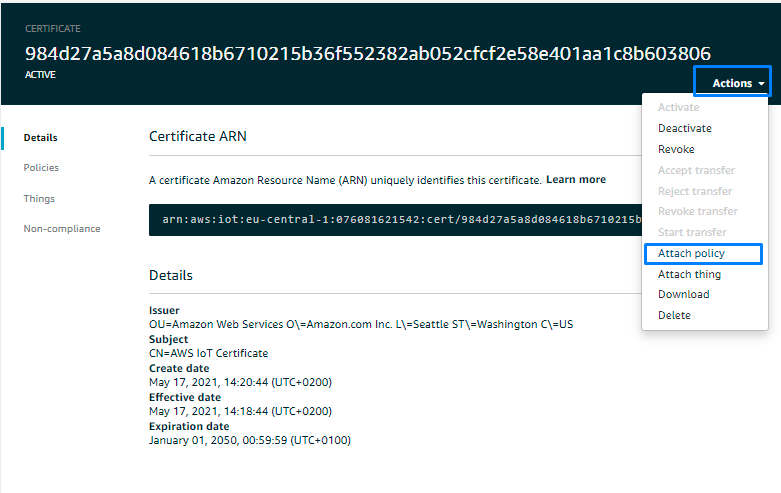 CERTIFICATE
984d27a5a8d084618b6710215b36f552382ab052cfcf2e58e401aa1c8b603806
ACTIVE
Actions
Activate
Deactivate
Revoke
Accept transfer
Reject transfer
Revoke transfer
Start transfer
Attach policy
Attach thing
Download
Delete
Details
Policies
Things
Non-compliance
Certificate ARN
A certificate Amazon Resource Name (ARN) uniquely identifies this certificate. Learn more
arn:aws:iot:eu-central-1:076081621542:cert/984d27a5a8d084618b6710215b
Details
Issuer
OU=Amazon Web Services O\=Amazon.com Inc. L\=Seattle ST\=Washington C\=US
Subject
CN=AWS IoT Certificate
Create date
May 17, 2021, 14:20:44 (UTC+0200)
Effective date
May 17, 2021, 14:18:44 (UTC+0200)
Expiration date
January 01, 2050, 00:59:59 (UTC+0100)